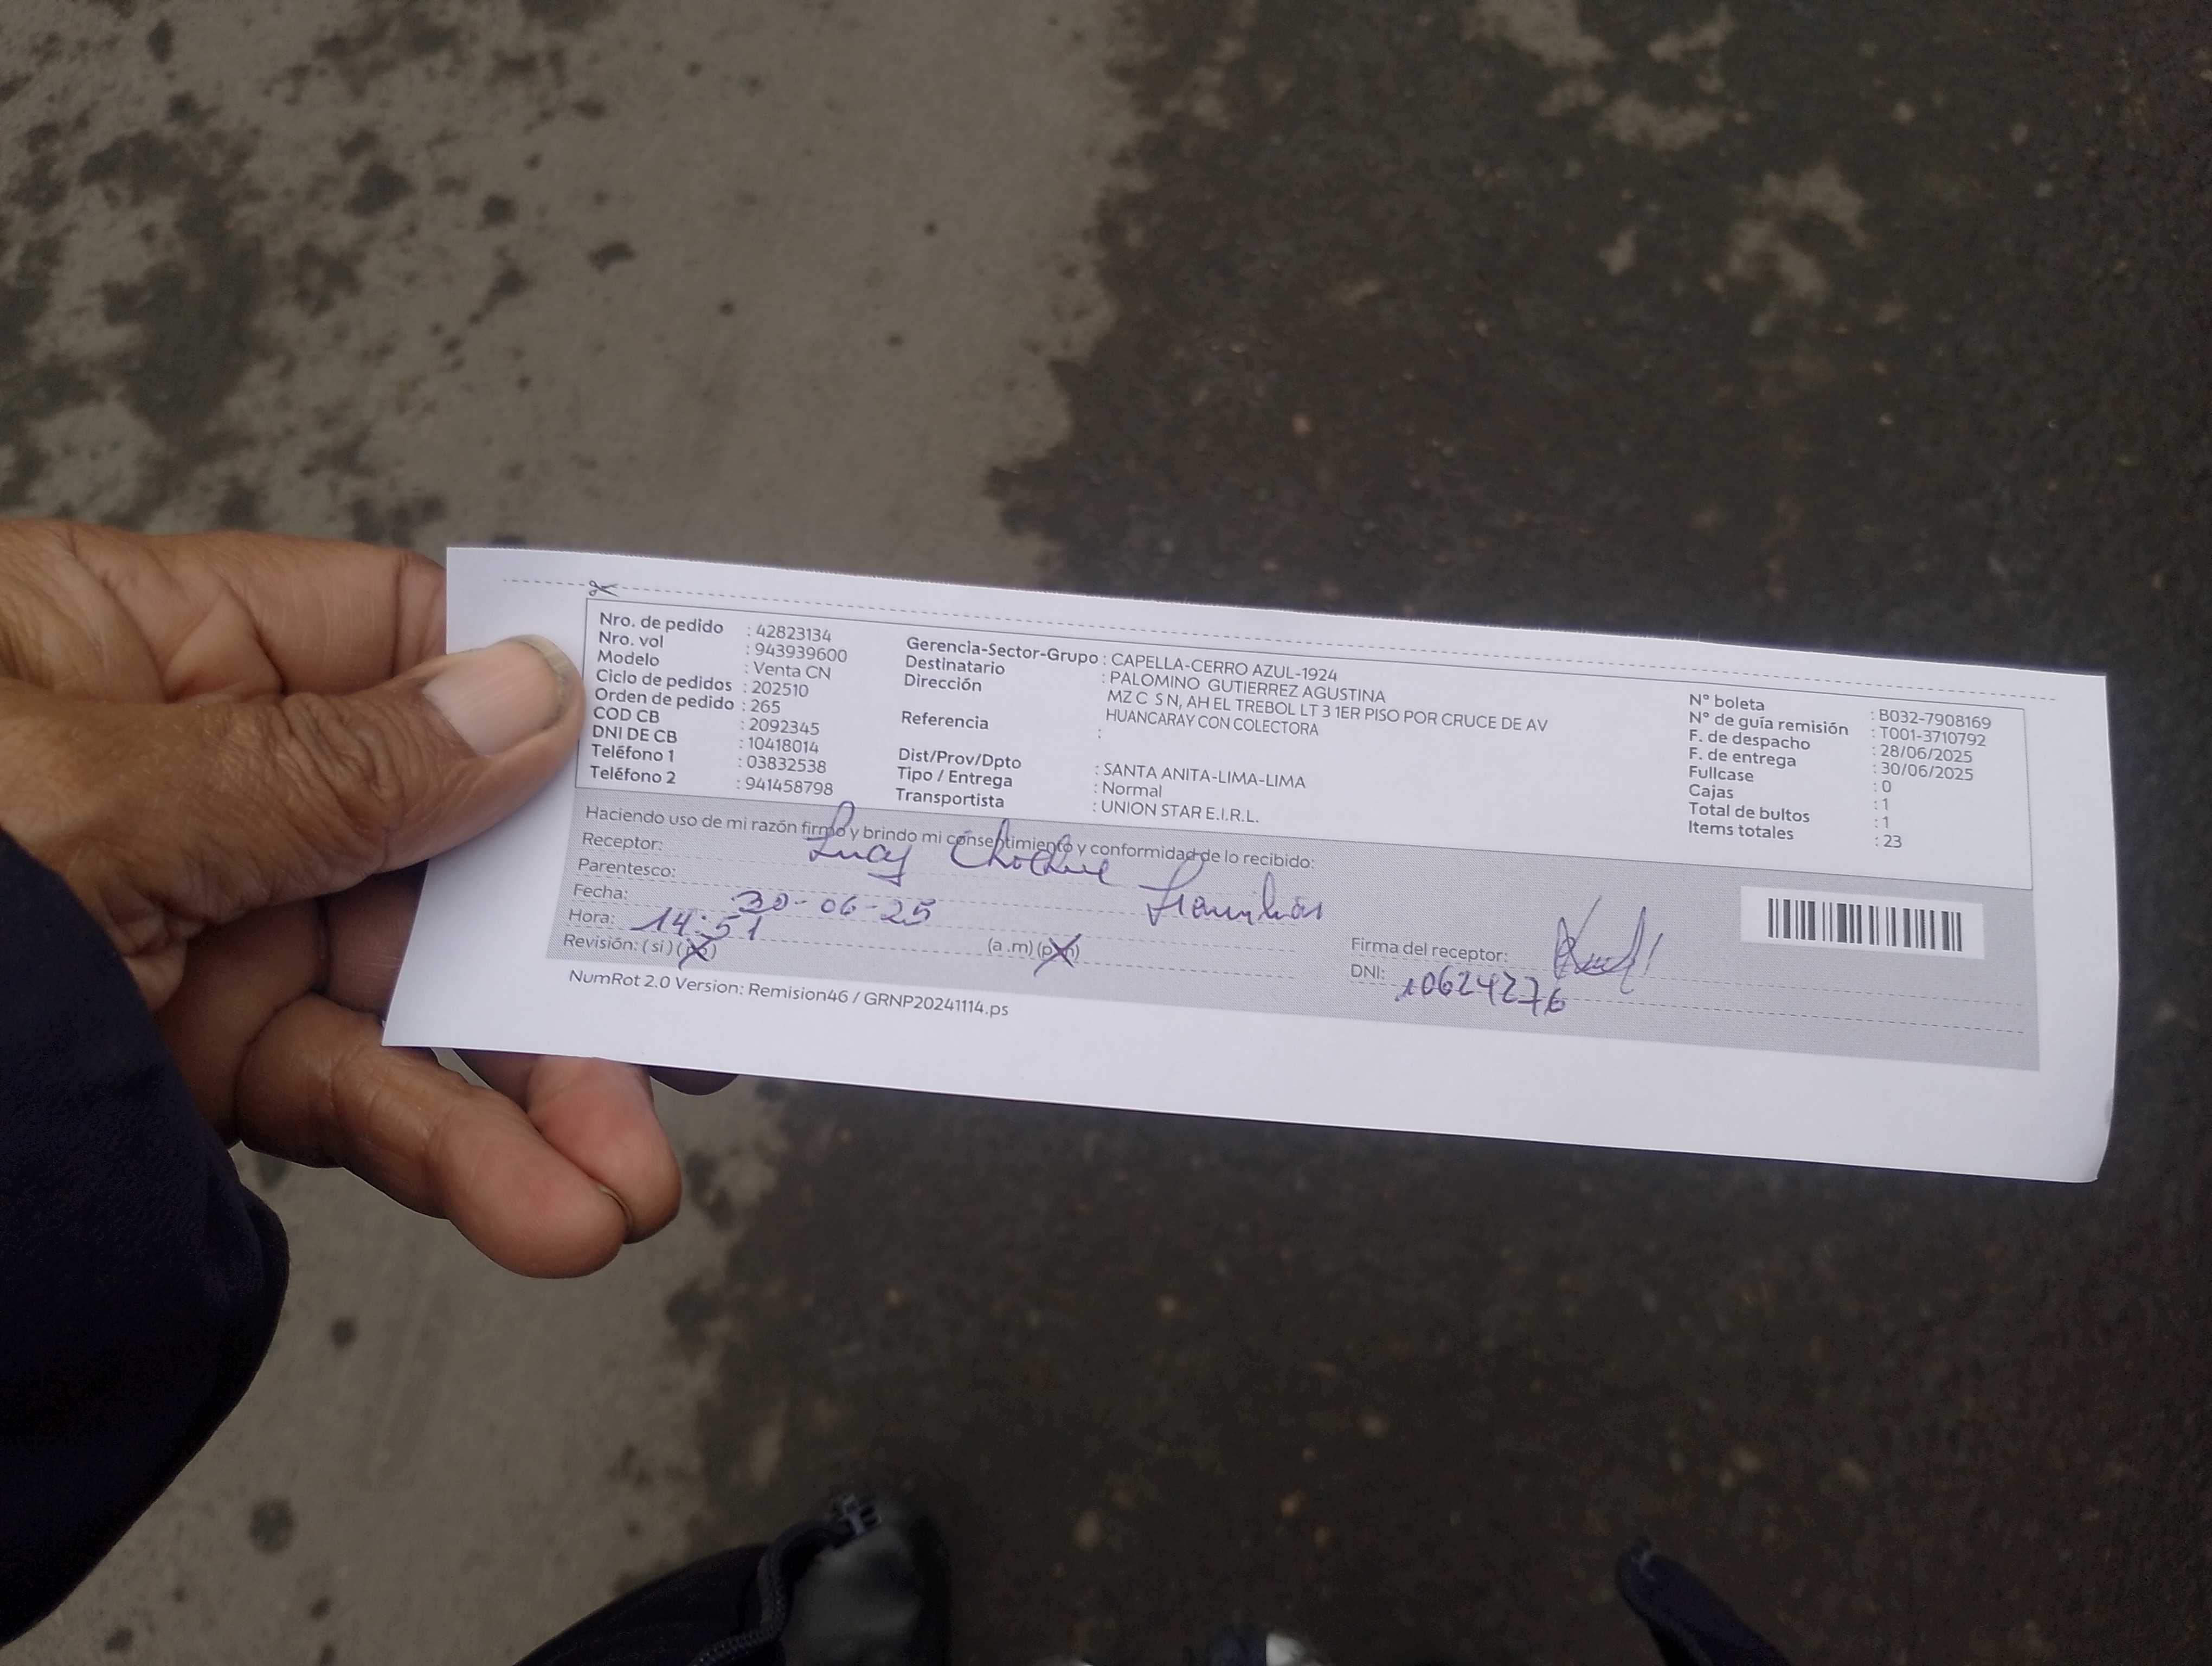 Nro. de pedido : 42823134
Nro. vol : 943939600
Modelo : Venta CN
Ciclo de pedidos : 202510
Orden de pedido : 265
COD CB : 2092345
DNI DE CB : 10418014
Teléfono 1 : 03832538
Teléfono 2 : 941458798
Gerencia-Sector-Grupo : CAPELLA-CERRO AZUL-1924
Destinatario : PALOMINO GUTIERREZ AGUSTINA
Dirección : MZ C S N, AH EL TREBOL LT 3 1ER PISO POR CRUCE DE AV
HUANCARAY CON COLECTORA
Referencia :
Dist/Prov/Dpto : SANTA ANITA-LIMA-LIMA
Tipo / Entrega : Normal
Transportista : UNION STAR E.I.R.L.
N° boleta : B032-7908169
N° de guía remisión : T001-3710792
F. de despacho : 28/06/2025
F. de entrega : 30/06/2025
Fullcase : 0
Cajas : 1
Total de bultos : 1
Items totales : 23
Haciendo uso de mi razón firmo y brindo mi consentimiento y conformidad de lo recibido:
Receptor: Lucy Choque
Parentesco:
Fecha: 30-06-25
Hora: 14:51 (a .m) (p.m)
Revisión: ( si ) (no)
Firma del receptor:
DNI: 10624276
NumRot 2.0 Version: Remision46 / GRNP20241114.ps